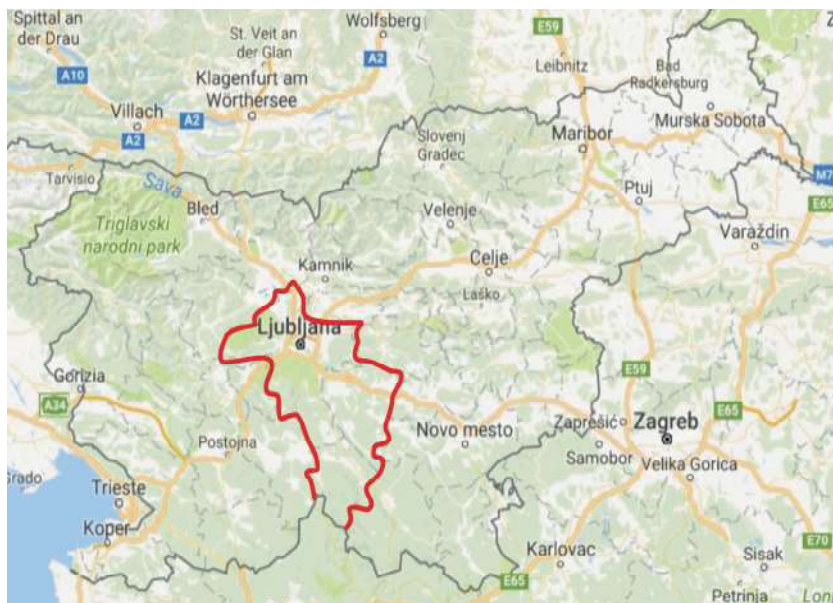 Spittal an
der Drau
Wolfsberg
St. Veit an
der Glan
E59
Leibnitz
Bad
Radkersburg
A10
A2
Klagenfurt am
Wörthersee
Villach
A2
A2
Murska Sobota
Slovenj
Gradec
Maribor
Tarvisio
Sava
M7
Bled
Ptuj
E65
Triglavski
narodni park
Velenje
Varaždin
Kamnik
Celje
Laško
Ljubljana
Gorizia
E59
A34
E65
Postojna
Novo mesto
Zaprešić
Zagreb
Samobor
Velika Gorica
Grado
Trieste
Koper
E70
Karlovac
Sisak
E65
Petrinja